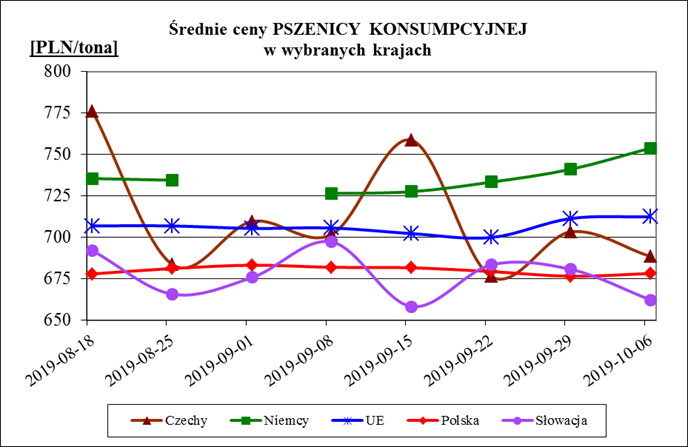 Średnie ceny PSZENICY KONSUMPCYJNEJ
w wybranych krajach
[PLN/tona]
800
775
750
725
700
675
650
2019-08-18
2019-08-25
2019-09-01
2019-09-08
2019-09-15
2019-09-22
2019-09-29
2019-10-06
Czechy
Niemcy
UE
Polska
Słowacja